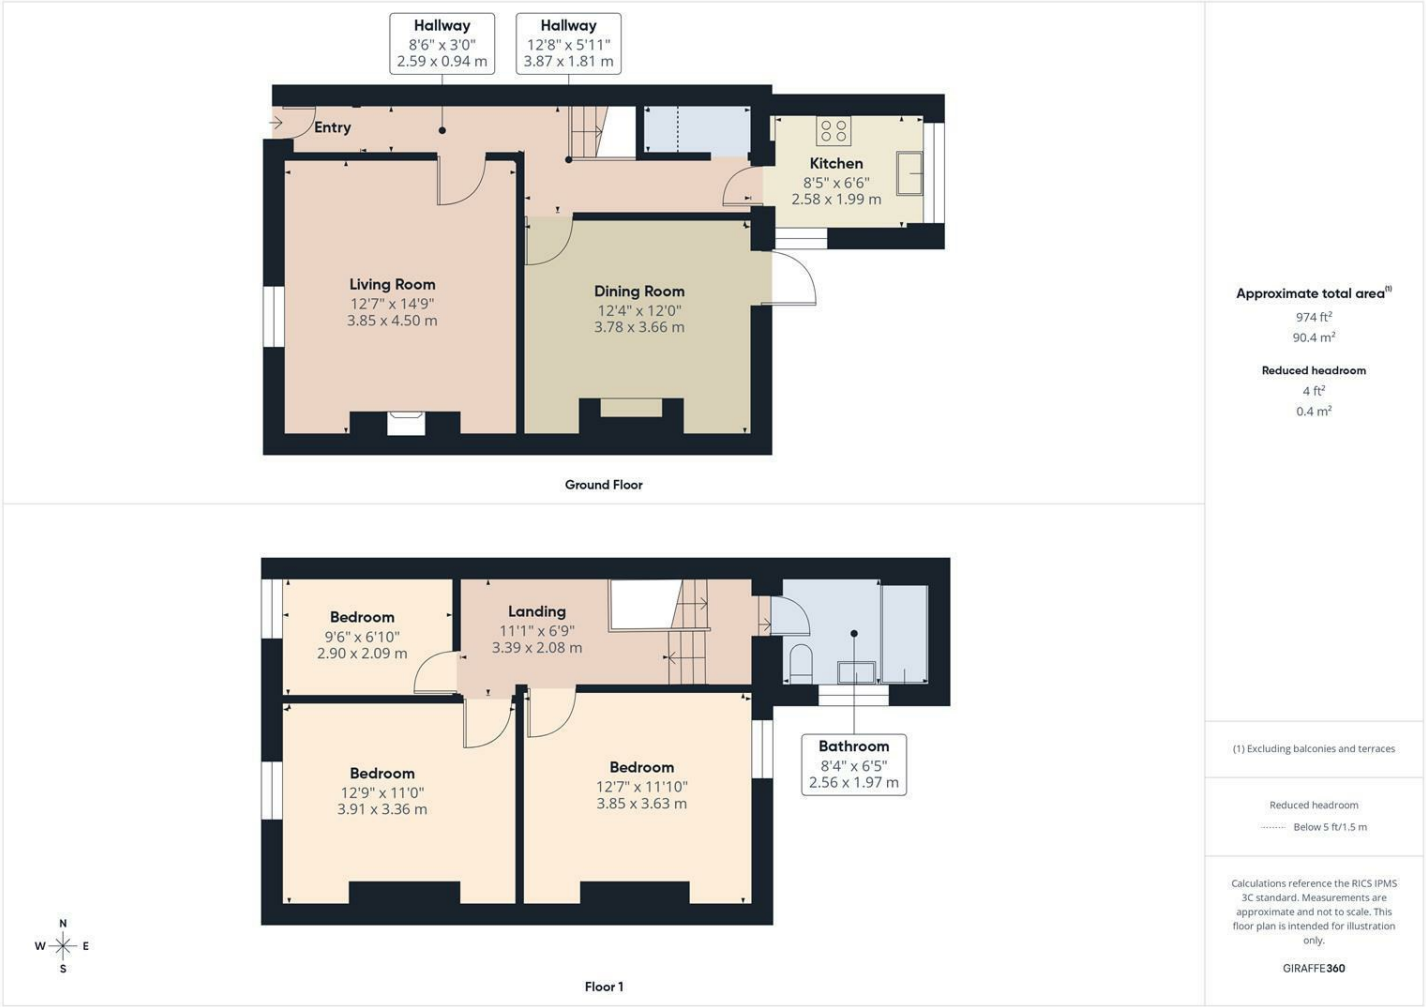 Hallway
8'6" x 3'0"
2.59 x 0.94 m
Hallway
12'8" x 5'11"
3.87 x 1.81 m
Entry
Kitchen
8'5" x 6'6"
2.58 x 1.99 m
Living Room
12'7" x 14'9"
3.85 x 4.50 m
Dining Room
12'4" x 12'0"
3.78 x 3.66 m
Ground Floor
Bedroom
9'6" x 6'10"
2.90 x 2.09 m
Landing
11'1" x 6'9"
3.39 x 2.08 m
Bedroom
12'9" x 11'0"
3.91 x 3.36 m
Bedroom
12'7" x 11'10"
3.85 x 3.63 m
Bathroom
8'4" x 6'5"
2.56 x 1.97 m
N
W E
S
Floor 1
Approximate total area(1)
974 ft²
90.4 m²
Reduced headroom
4 ft²
0.4 m²
(1) Excluding balconies and terraces
Reduced headroom
Below 5 ft/1.5 m
Calculations reference the RICS IPMS
3C standard. Measurements are
approximate and not to scale. This
floor plan is intended for illustration
only.
GIRAFFE360